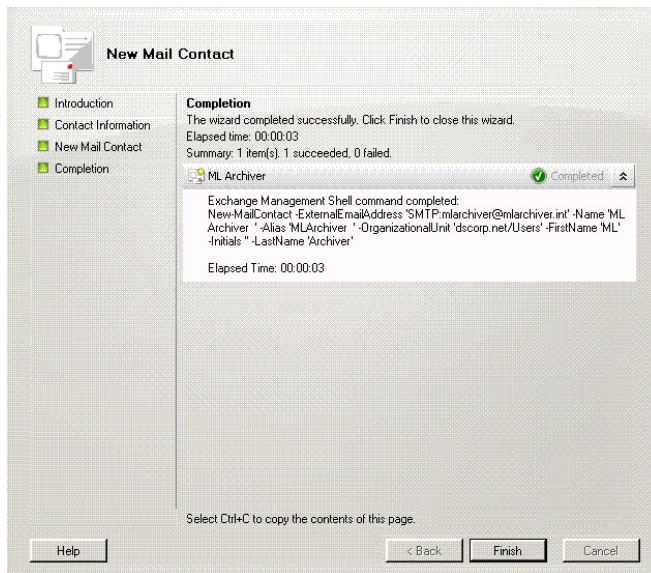 New Mail Contact
Introduction
Contact Information
New Mail Contact
Completion
Completion
The wizard completed successfully. Click Finish to close this wizard.
Elapsed time: 00:00:03
Summary: 1 item(s). 1 succeeded, 0 failed.
ML Archiver
Completed
Exchange Management Shell command completed:
New-MailContact -ExternalEmailAddress 'SMTP:mlarchiver@mlarchiver.int' -Name 'ML
Archiver ' -Alias 'MLArchiver ' -OrganizationalUnit 'dscorp.net/Users' -FirstName 'ML'
-Initials '' -LastName 'Archiver'
Elapsed Time: 00:00:03
Select Ctrl+C to copy the contents of this page.
Help
< Back
Finish
Cancel